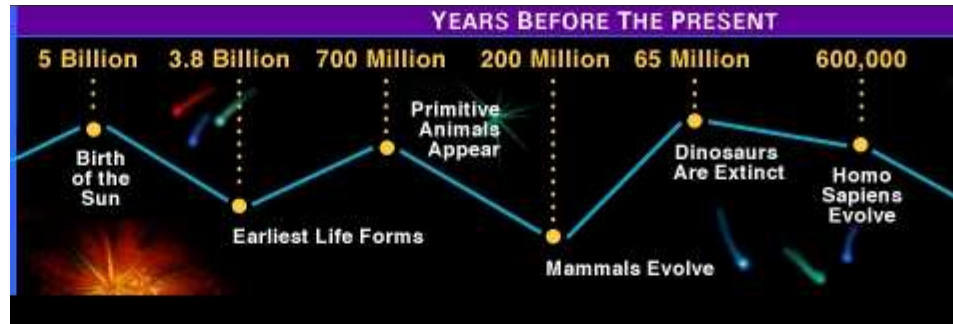 YEARS BEFORE THE PRESENT
5 Billion 3.8 Billion 700 Million 200 Million 65 Million 600,000
Birth
of the
Sun
Earliest Life Forms
Primitive
Animals
Appear
Mammals Evolve
Dinosaurs
Are Extinct
Homo
Sapiens
Evolve